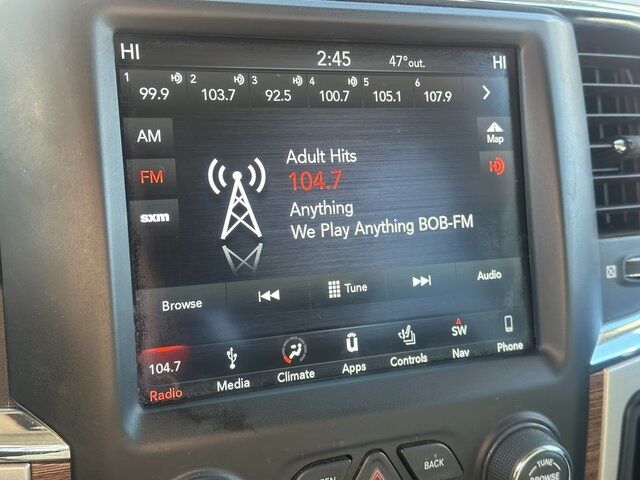 HI 2:45 47°out. HI
1 2 3 4 5 6
99.9 103.7 92.5 100.7 105.1 107.9
AM
Map
FM
sxm
Adult Hits
104.7
Anything
We Play Anything BOB-FM
Browse Tune Audio
104.7
Radio Media Climate Apps Controls Nav Phone
SW
BACK
TUNE
BROWSE